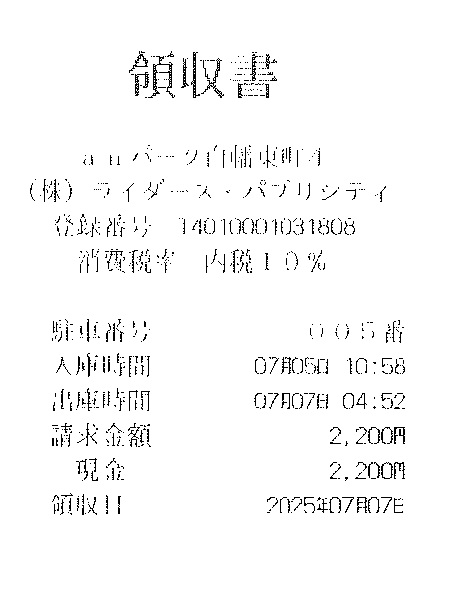 領収書
ａｎパーク白幡東町４
（株）ライダース・パブリシティ
登録番号 14010001031808
消費税率 内税１０％
駐車番号 ００５番
入庫時間 07月05日 10:58
出庫時間 07月07日 04:52
請求金額 2,200円
現金 2,200円
領収日 2025年07月07日